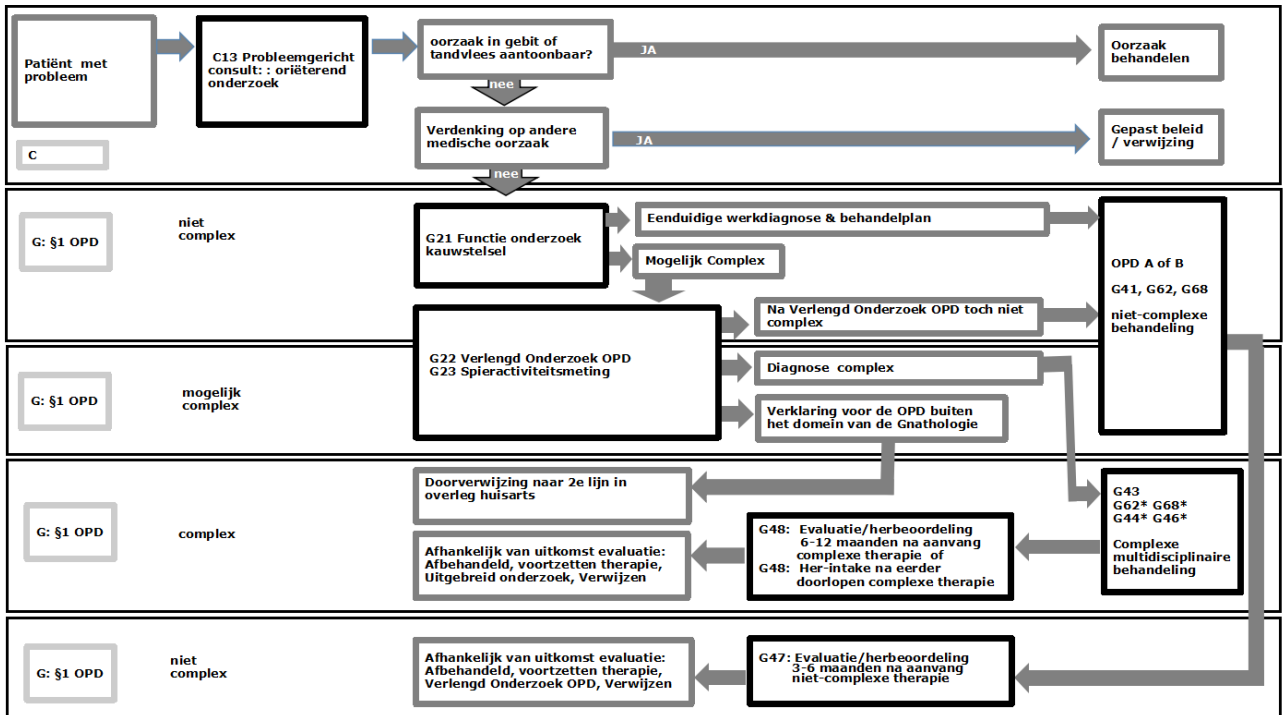 Patiënt met
probleem
C13 Probleemgericht
consult: : oriëterend
onderzoek
oorzaak in gebit of
tandvlees aantoonbaar?
JA
Oorzaak
behandelen
nee
Verdenking op andere
medische oorzaak
JA
Gepast beleid
/ verwijzing
C
nee
G: §1 OPD
niet
complex
G21 Functie onderzoek
kauwstelsel
Eenduidige werkdiagnose & behandelplan
Mogelijk Complex
OPD A of B
G41, G62, G68
niet-complexe
behandeling
Na Verlengd Onderzoek OPD toch niet
complex
G22 Verlengd Onderzoek OPD
G23 Spieractiviteitsmeting
G: §1 OPD
mogelijk
complex
Diagnose complex
Verklaring voor de OPD buiten
het domein van de Gnathologie
G: §1 OPD
complex
Doorverwijzing naar 2e lijn in
overleg huisarts
G43
G62* G68*
G44* G46*
Complexe
multidisciplinaire
behandeling
G48: Evaluatie/herbeoordeling
6-12 maanden na aanvang
complexe therapie of
G48: Her-intake na eerder
doorlopen complexe therapie
Afhankelijk van uitkomst evaluatie:
Afbehandeld, voortzetten therapie,
Uitgebreid onderzoek, Verwijzen
G: §1 OPD
niet
complex
Afhankelijk van uitkomst evaluatie:
Afbehandeld, voortzetten therapie,
Verlengd Onderzoek OPD, Verwijzen
G47: Evaluatie/herbeoordeling
3-6 maanden na aanvang
niet-complexe therapie